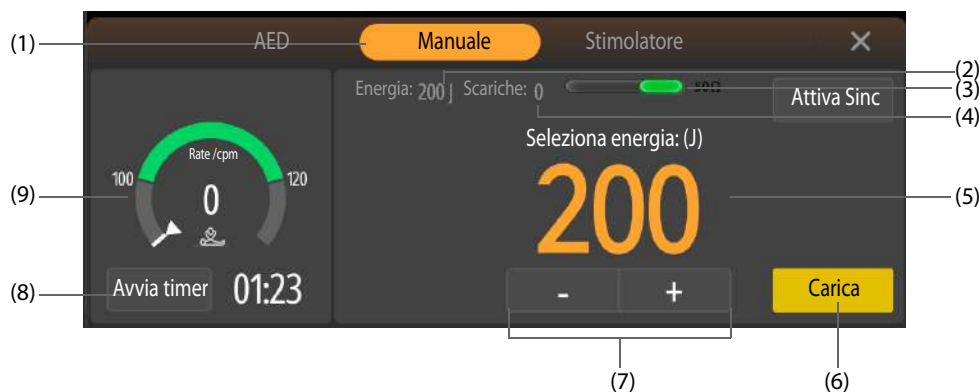 (1) AED Manuale Stimolatore ×
(2)
Energia: 200 J Scariche: 0 50Ω (3)
Attiva Sinc
(4)
Seleziona energia: (J)
Rate /cpm
100 120
(9) 0 200 (5)
(8) Avvia timer 01:23 - + Carica
(7) (6)